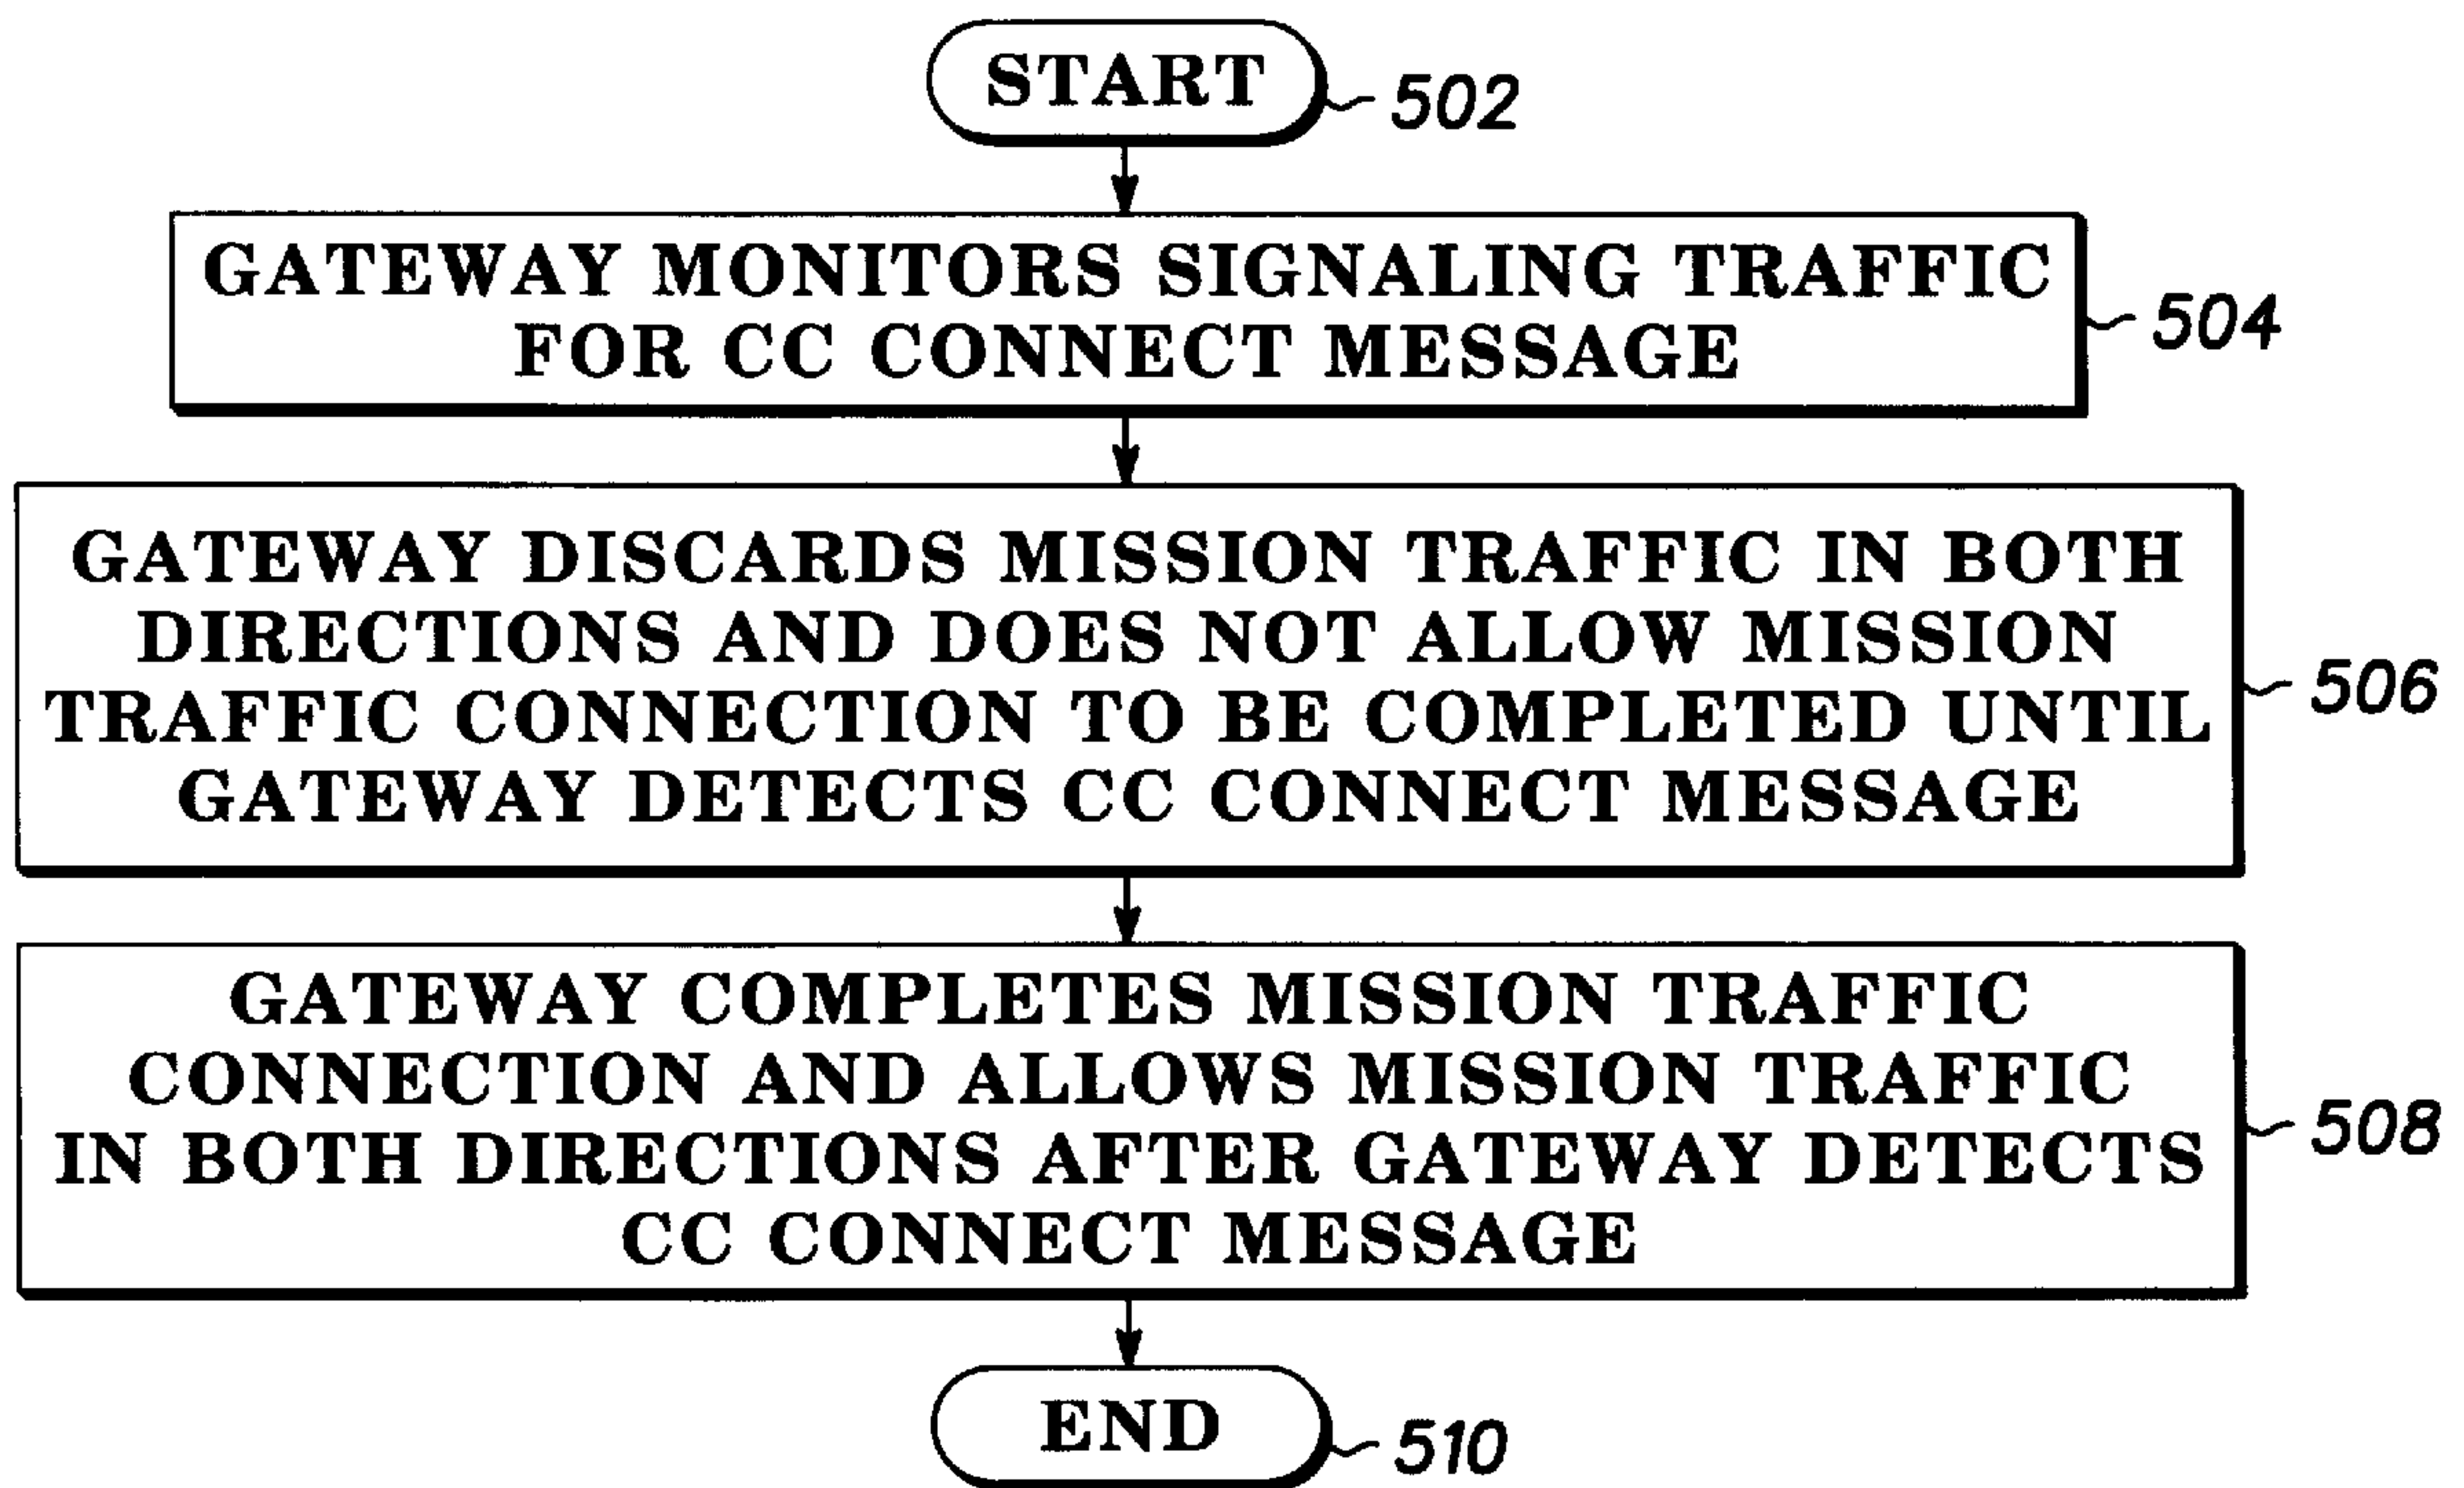 START
502
GATEWAY MONITORS SIGNALING TRAFFIC
FOR CC CONNECT MESSAGE
504
GATEWAY DISCARDS MISSION TRAFFIC IN BOTH
DIRECTIONS AND DOES NOT ALLOW MISSION
TRAFFIC CONNECTION TO BE COMPLETED UNTIL
GATEWAY DETECTS CC CONNECT MESSAGE
506
GATEWAY COMPLETES MISSION TRAFFIC
CONNECTION AND ALLOWS MISSION TRAFFIC
IN BOTH DIRECTIONS AFTER GATEWAY DETECTS
CC CONNECT MESSAGE
508
END
510